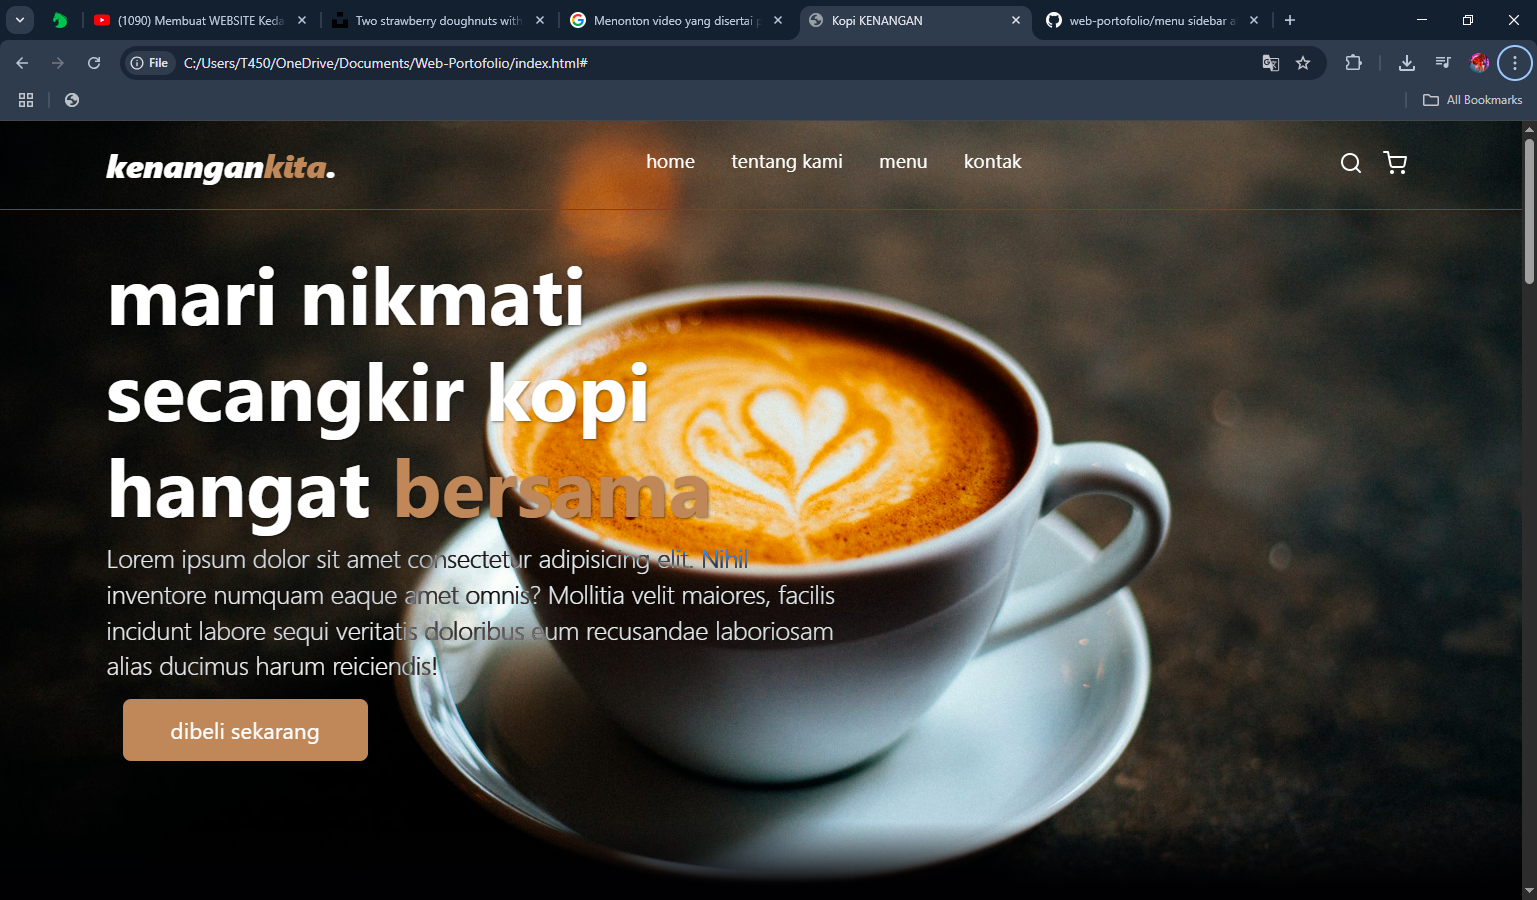 (1090) Membuat WEBSITE Keda
Two strawberry doughnuts with
Menonton video yang disertai p
Kopi KENANGAN
web-portofolio/menu sidebar a
File
C:/Users/T450/OneDrive/Documents/Web-Portofolio/index.html#
All Bookmarks
kenangankita.
home
tentang kami
menu
kontak
mari nikmati
secangkir kopi
hangat bersama
Lorem ipsum dolor sit amet consectetur adipisicing elit. Nihil
inventore numquam eaque amet omnis? Mollitia velit maiores, facilis
incidunt labore sequi veritatis doloribus eum recusandae laboriosam
alias ducimus harum reiciendis!
dibeli sekarang